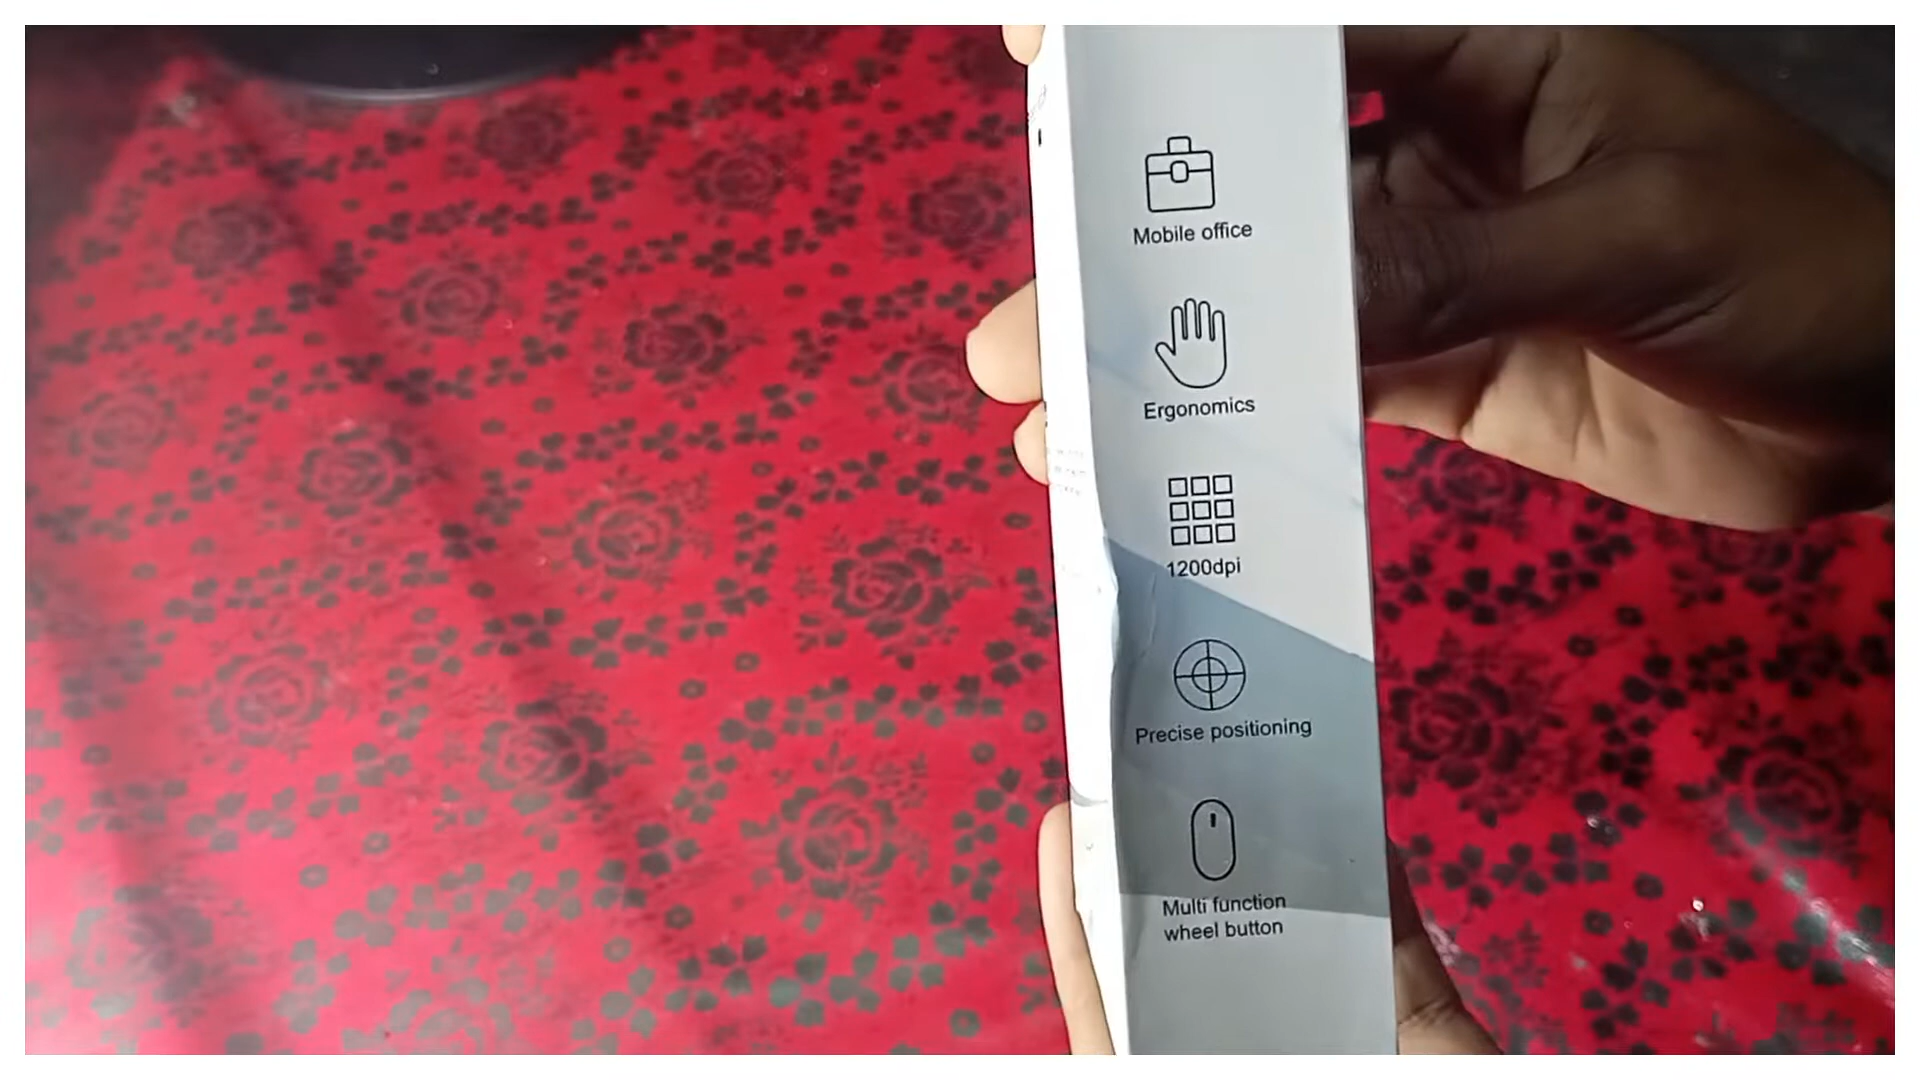 Mobile office
Ergonomics
1200dpi
Precise positioning
Multi function
wheel button